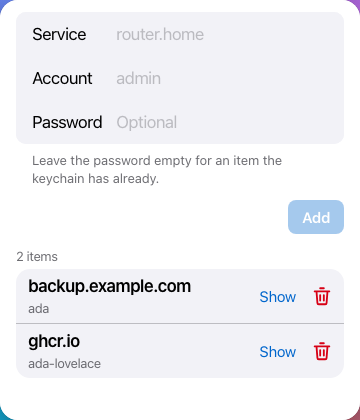 Service router.home
Account admin
Password Optional
Leave the password empty for an item the
keychain has already.
Add
2 items
backup.example.com
ada
Show
ghcr.io
ada-lovelace
Show